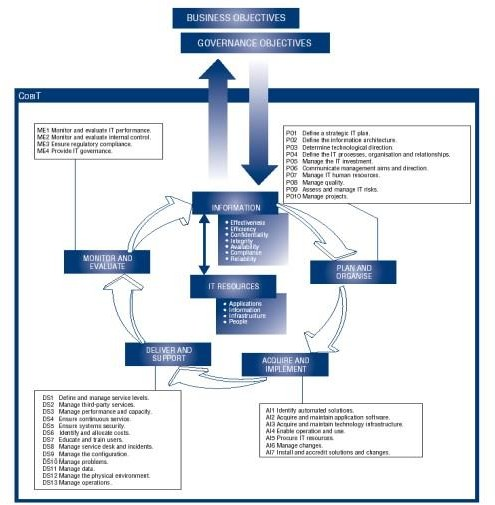 BUSINESS OBJECTIVES
GOVERNANCE OBJECTIVES
COBIT
ME1 Monitor and evaluate IT performance.
ME2 Monitor and evaluate internal control.
ME3 Ensure regulatory compliance.
ME4 Provide IT governance.
PO1 Define a strategic IT plan.
PO2 Define the information architecture.
PO3 Determine technological direction.
PO4 Define the IT processes, organisation and relationships.
PO5 Manage the IT investment.
PO6 Communicate management aims and direction.
PO7 Manage IT human resources.
PO8 Manage quality.
PO9 Assess and manage IT risks.
PO10 Manage projects.
INFORMATION
• Effectiveness
• Efficiency
• Confidentiality
• Integrity
• Availability
• Compliance
• Reliability
MONITOR AND
EVALUATE
PLAN AND
ORGANISE
IT RESOURCES
• Applications
• Information
• Infrastructure
• People
DELIVER AND
SUPPORT
ACQUIRE AND
IMPLEMENT
DS1 Define and manage service levels.
DS2 Manage third-party services.
DS3 Manage performance and capacity.
DS4 Ensure continuous service.
DS5 Ensure systems security.
DS6 Identify and allocate costs.
DS7 Educate and train users.
DS8 Manage service desk and incidents.
DS9 Manage the configuration.
DS10 Manage problems.
DS11 Manage data.
DS12 Manage the physical environment.
DS13 Manage operations.
AI1 Identify automated solutions.
AI2 Acquire and maintain application software.
AI3 Acquire and maintain technology infrastructure.
AI4 Enable operation and use.
AI5 Procure IT resources.
AI6 Manage changes.
AI7 Install and accredit solutions and changes.